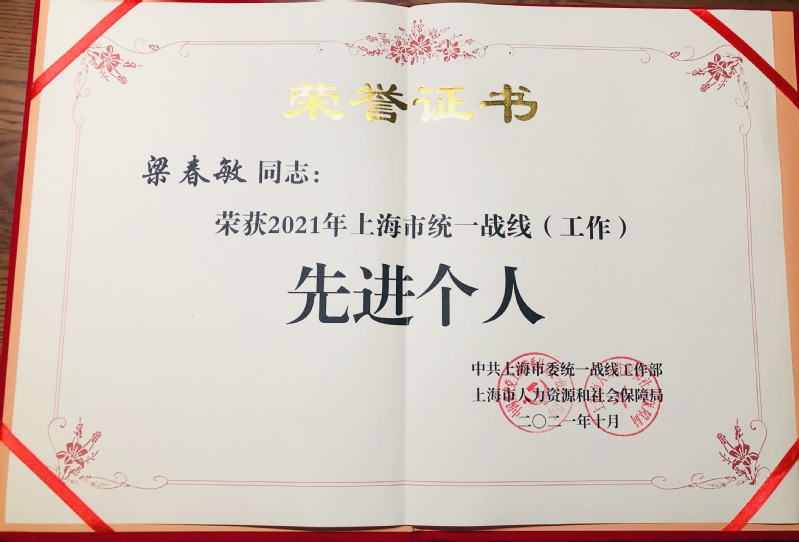 荣誉证书
梁春敏 同志：
荣获2021年上海市统一战线（工作）
先进个人
中共上海市委统一战线工作部
上海市人力资源和社会保障局
二〇二一年十月